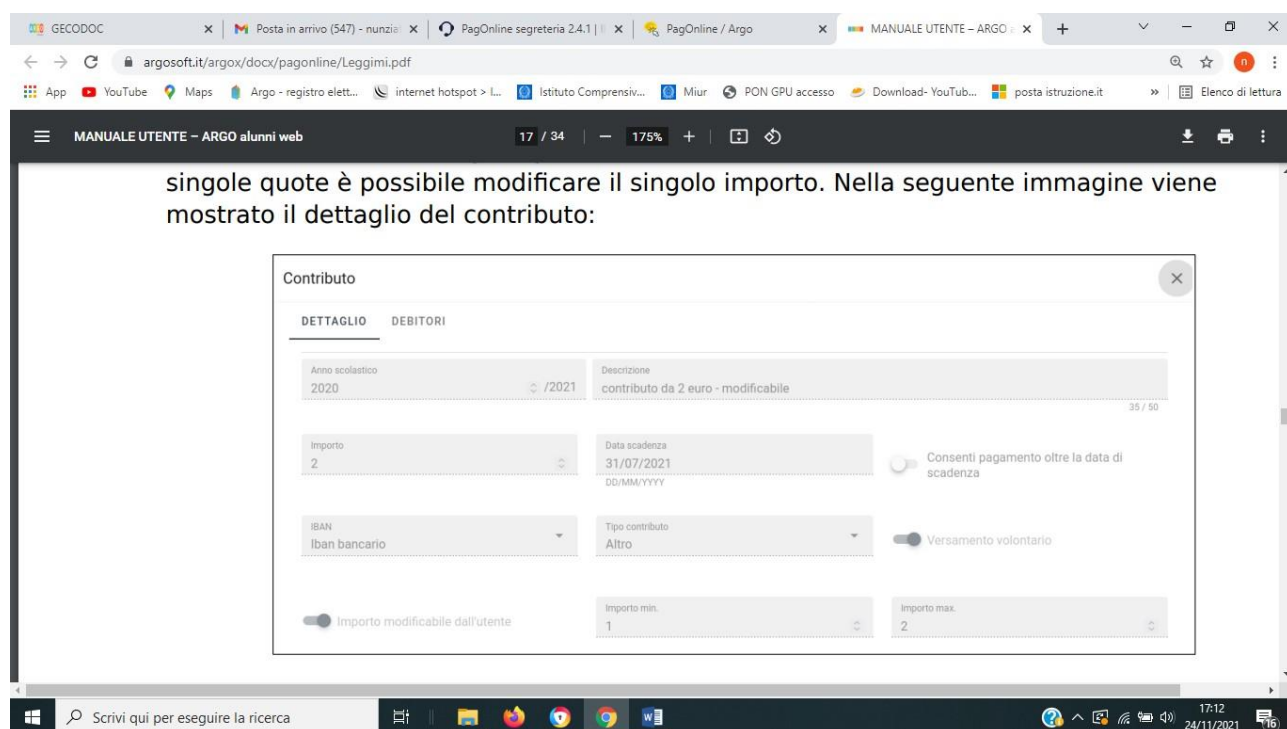 GECODOC
Posta in arrivo (547) - nunzia
PagOnline segreteria 2.4.1 |
PagOnline / Argo
MANUALE UTENTE – ARGO a
argosoft.it/argox/docx/pagonline/Leggimi.pdf
n
App
YouTube
Maps
Argo - registro elett...
internet hotspot > I...
Istituto Comprensiv...
Miur
PON GPU accesso
Download- YouTub...
posta istruzione.it
»
Elenco di lettura
MANUALE UTENTE – ARGO alunni web
17 / 34
— 175% +
singole quote è possibile modificare il singolo importo. Nella seguente immagine viene
mostrato il dettaglio del contributo:
Contributo
DETTAGLIO DEBITORI
Anno scolastico
2020 /2021
Descrizione
contributo da 2 euro - modificabile
35 / 50
Importo
2
Data scadenza
31/07/2021
DD/MM/YYYY
Consenti pagamento oltre la data di
scadenza
IBAN
Iban bancario
Tipo contributo
Altro
Versamento volontario
Importo modificabile dall'utente
Importo min.
1
Importo max.
2
Scrivi qui per eseguire la ricerca
17:12
24/11/2021
16